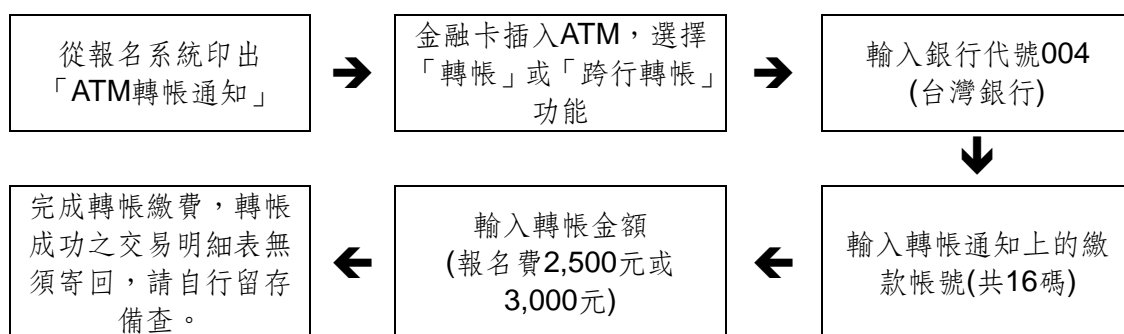 從報名系統印出
「ATM轉帳通知」
金融卡插入ATM，選擇
「轉帳」或「跨行轉帳」
功能
輸入銀行代號004
(台灣銀行)
輸入轉帳通知上的繳
款帳號(共16碼)
輸入轉帳金額
(報名費2,500元或
3,000元)
完成轉帳繳費，轉帳
成功之交易明細表無
須寄回，請自行留存
備查。